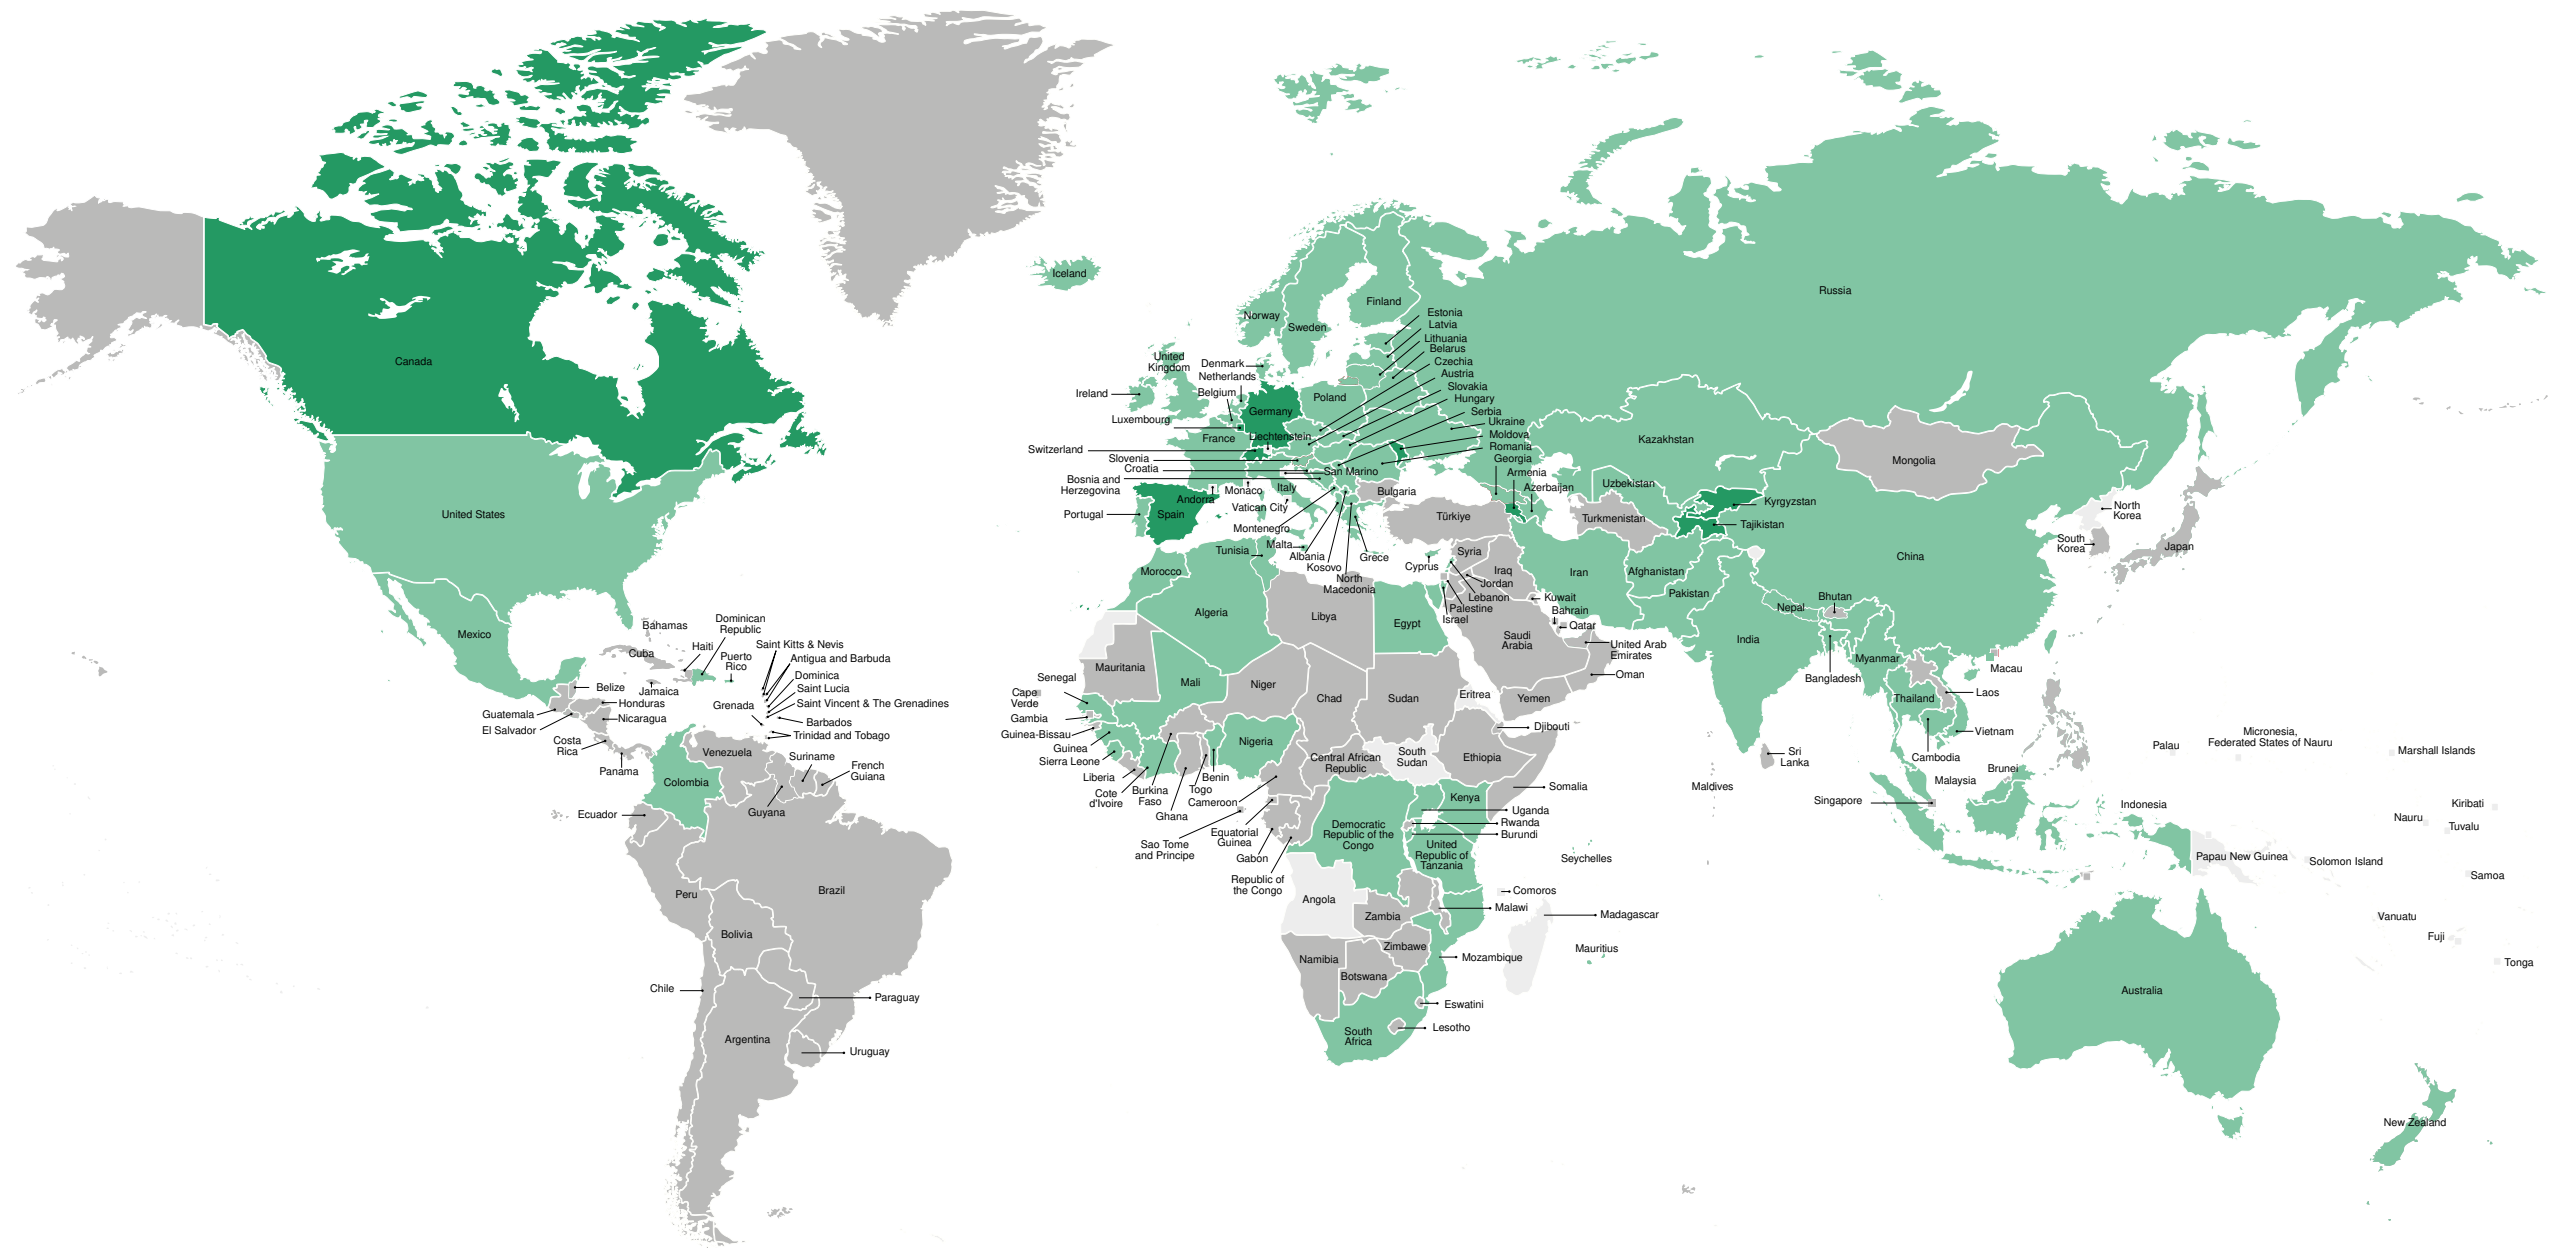 Iceland
Russia
Canada
Finland
Norway
Sweden
Estonia
Latvia
Lithuania
Belarus
Czechia
Austria
Slovakia
Hungary
Serbia
Ukraine
Moldova
Romania
Georgia
Armenia
Azerbaijan
United
Kingdom
Denmark
Netherlands
Belgium
Ireland
Luxembourg
Germany
Poland
France
Liechtenstein
Switzerland
Slovenia
Croatia
San Marino
Bosnia and
Herzegovina
Andorra
Monaco
Italy
Vatican City
Bulgaria
Portugal
Spain
Montenegro
Malta
Albania
Kosovo
North
Macedonia
Grece
Türkiye
Cyprus
Kazakhstan
Mongolia
Uzbekistan
Turkmenistan
Kyrgyzstan
Tajikistan
North
Korea
South
Korea
Japan
China
United States
Mexico
Tunisia
Morocco
Algeria
Libya
Egypt
Syria
Iraq
Jordan
Lebanon
Palestine
Israel
Kuwait
Bahrain
Qatar
Iran
Afghanistan
Pakistan
Nepal
Bhutan
India
Saudi
Arabia
United Arab
Emirates
Oman
Yemen
Bangladesh
Myanmar
Macau
Laos
Thailand
Vietnam
Cambodia
Sri
Lanka
Maldives
Malaysia
Brunei
Singapore
Indonesia
Palau
Micronesia,
Federated States of Nauru
Marshall Islands
Kiribati
Nauru
Tuvalu
Papau New Guinea
Solomon Island
Samoa
Vanuatu
Fuji
Tonga
Australia
New Zealand
Bahamas
Dominican
Republic
Haiti
Cuba
Puerto
Rico
Saint Kitts & Nevis
Antigua and Barbuda
Dominica
Saint Lucia
Saint Vincent & The Grenadines
Grenada
Barbados
Trinidad and Tobago
Belize
Jamaica
Honduras
Guatemala
Nicaragua
El Salvador
Costa
Rica
Panama
Venezuela
Suriname
French
Guiana
Guyana
Colombia
Ecuador
Peru
Brazil
Bolivia
Chile
Paraguay
Argentina
Uruguay
Mauritania
Mali
Niger
Chad
Sudan
Eritrea
Senegal
Cape
Verde
Gambia
Guinea-Bissau
Guinea
Sierra Leone
Liberia
Cote
d'Ivoire
Burkina
Faso
Ghana
Togo
Benin
Nigeria
Cameroon
Central African
Republic
South
Sudan
Ethiopia
Djibouti
Somalia
Kenya
Uganda
Rwanda
Burundi
Sao Tome
and Principe
Equatorial
Guinea
Gabon
Republic of
the Congo
Democratic
Republic of the
Congo
United
Republic of
Tanzania
Seychelles
Comoros
Malawi
Madagascar
Mauritius
Angola
Zambia
Zimbawe
Mozambique
Namibia
Botswana
Eswatini
Lesotho
South
Africa